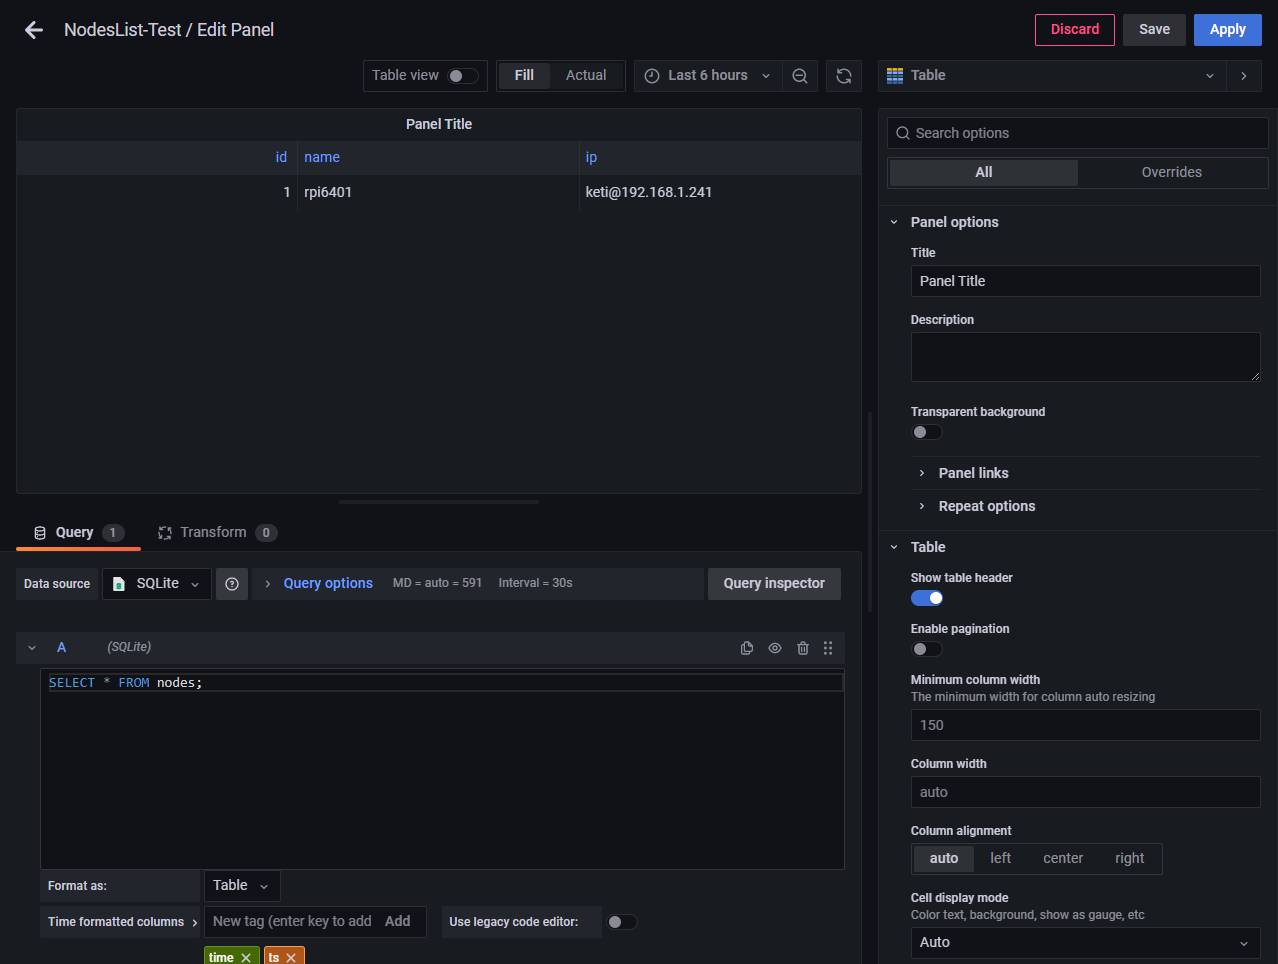 NodesList-Test / Edit Panel
Discard
Save
Apply
Table view
Fill
Actual
Last 6 hours
Table
Panel Title
id
name
ip
1
rpi6401
keti@192.168.1.241
Query
1
Transform
0
Data source
SQLite
Query options
MD = auto = 591
Interval = 30s
Query inspector
A
(SQLite)
SELECT * FROM nodes;
Format as:
Table
Time formatted columns
New tag (enter key to add
Add
Use legacy code editor:
time
ts
Search options
All
Overrides
Panel options
Title
Panel Title
Description
Transparent background
Panel links
Repeat options
Table
Show table header
Enable pagination
Minimum column width
The minimum width for column auto resizing
150
Column width
auto
Column alignment
auto
left
center
right
Cell display mode
Color text, background, show as gauge, etc
Auto